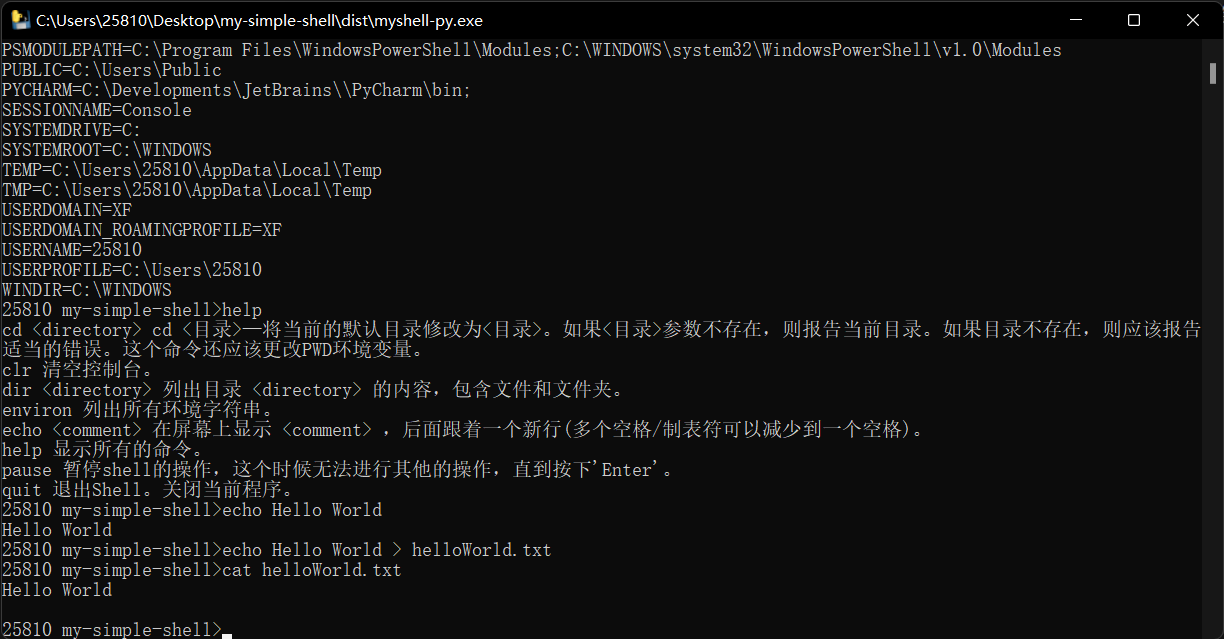 C:\Users\25810\Desktop\my-simple-shell\dist\myshell-py.exe
PSMODULEPATH=C:\Program Files\WindowsPowerShell\Modules;C:\WINDOWS\system32\WindowsPowerShell\v1.0\Modules
PUBLIC=C:\Users\Public
PYCHARM=C:\Developments\JetBrains\\PyCharm\bin;
SESSIONNAME=Console
SYSTEMDRIVE=C:
SYSTEMROOT=C:\WINDOWS
TEMP=C:\Users\25810\AppData\Local\Temp
TMP=C:\Users\25810\AppData\Local\Temp
USERDOMAIN=XF
USERDOMAIN_ROAMINGPROFILE=XF
USERNAME=25810
USERPROFILE=C:\Users\25810
WINDIR=C:\WINDOWS
25810 my-simple-shell>help
cd <directory> cd <目录>—将当前的默认目录修改为<目录>。如果<目录>参数不存在，则报告当前目录。如果目录不存在，则应该报告
适当的错误。这个命令还应该更改PWD环境变量。
clr 清空控制台。
dir <directory> 列出目录 <directory> 的内容，包含文件和文件夹。
environ 列出所有环境字符串。
echo <comment> 在屏幕上显示 <comment> ，后面跟着一个新行(多个空格/制表符可以减少到一个空格)。
help 显示所有的命令。
pause 暂停shell的操作，这个时候无法进行其他的操作，直到按下'Enter'。
quit 退出Shell。关闭当前程序。
25810 my-simple-shell>echo Hello World
Hello World
25810 my-simple-shell>echo Hello World > helloWorld.txt
25810 my-simple-shell>cat helloWorld.txt
Hello World
25810 my-simple-shell>